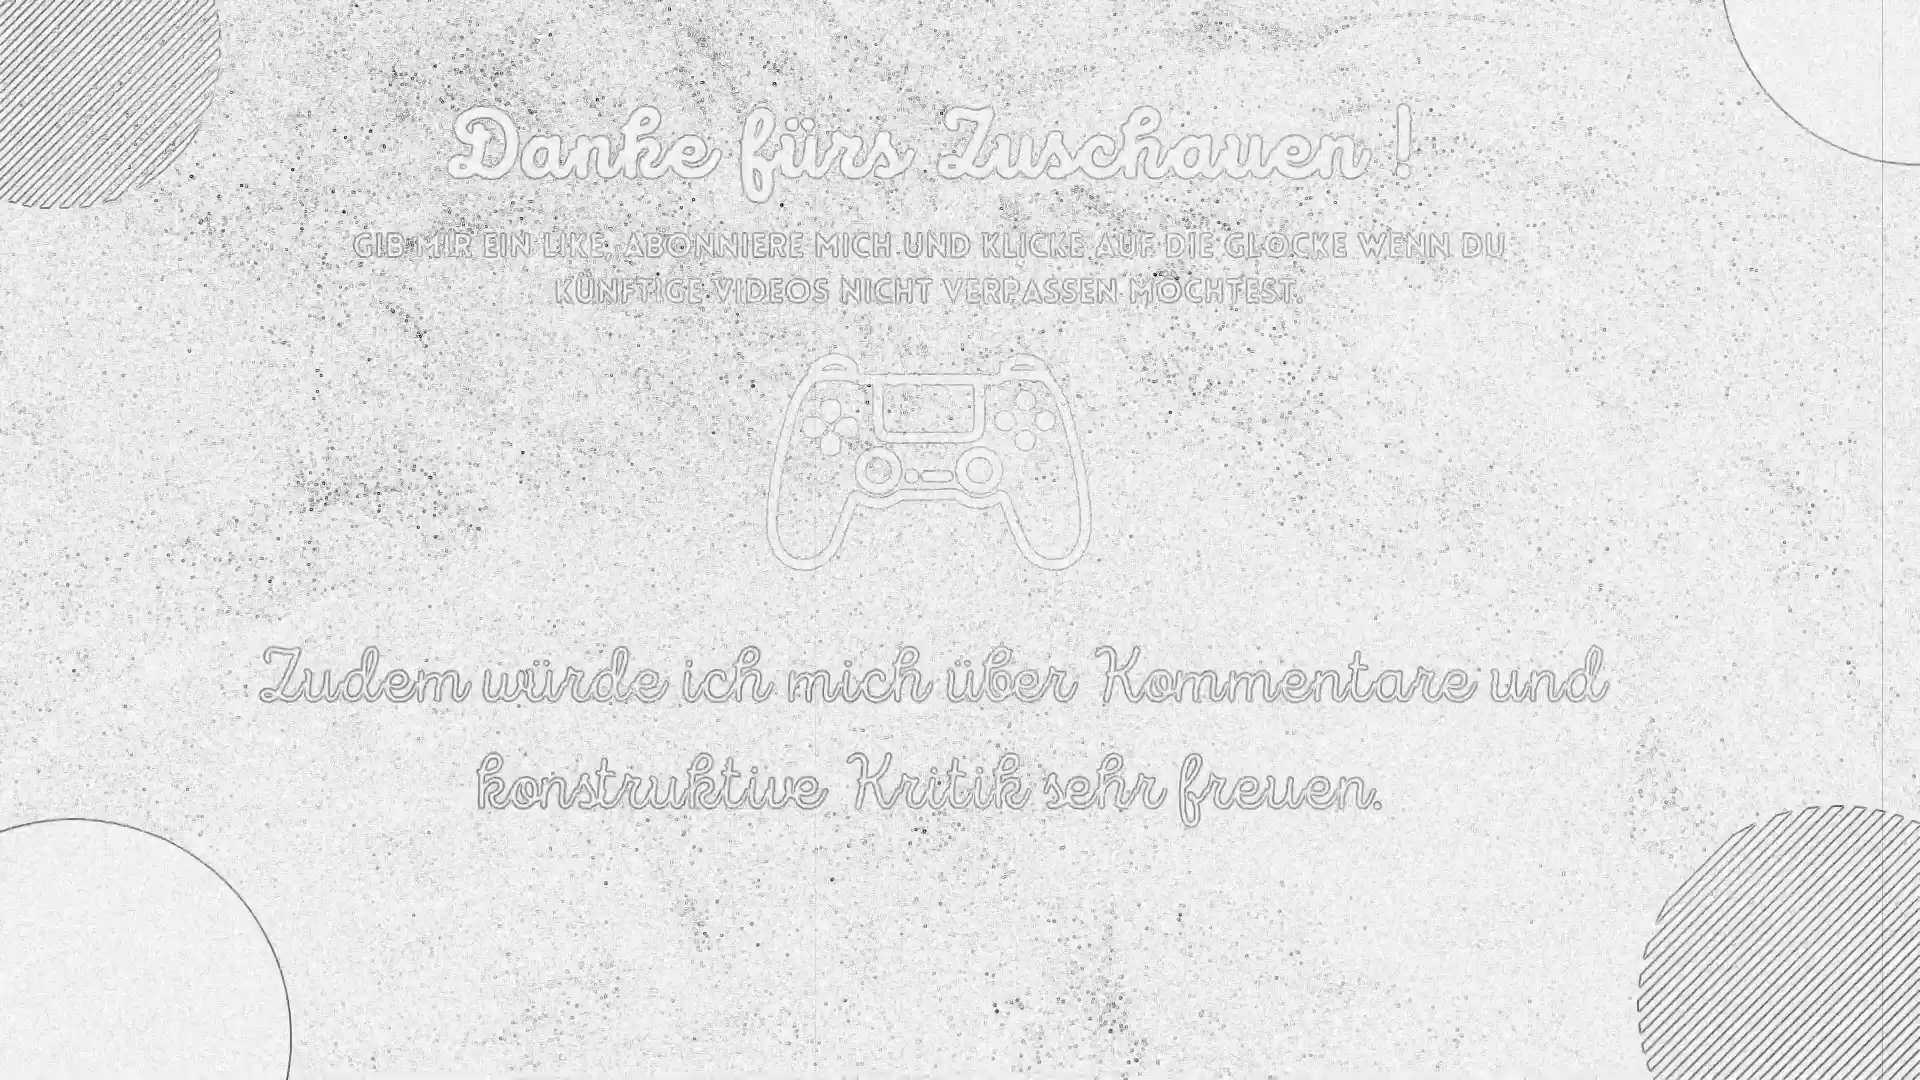 Danke fürs Zuschauen !
GIB MIR EIN LIKE, ABONNIERE MICH UND KLICKE AUF DIE GLOCKE WENN DU
KÜNFTIGE VIDEOS NICHT VERPASSEN MÖCHTEST.
Zudem würde ich mich über Kommentare und
konstruktive Kritik sehr freuen.